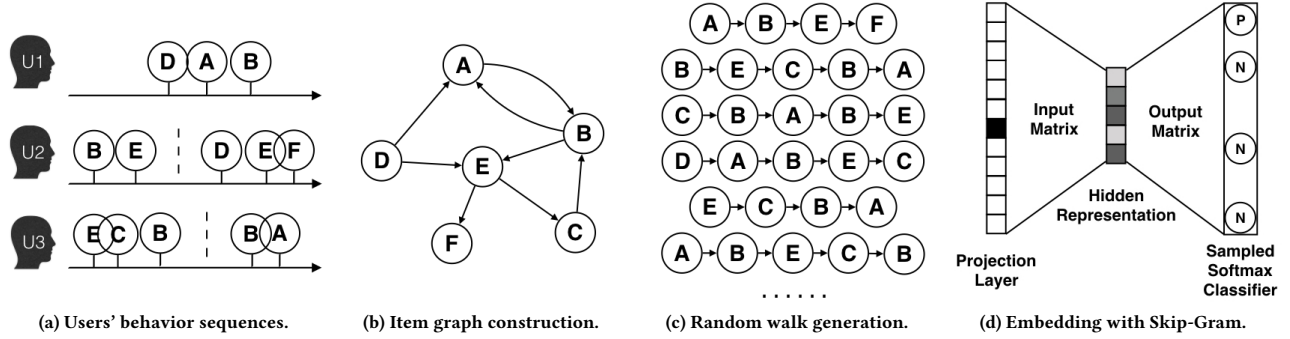 U1
D A B
U2
B E D E F
U3
E C B B A
(a) Users' behavior sequences.
A
B
D
E
F
C
(b) Item graph construction.
A B E F
B E C B A
C B A B E
D A B E C
E C B A
A B E C B
......
(c) Random walk generation.
P
N
N
N
Input
Matrix
Output
Matrix
Hidden
Representation
Projection
Layer
Sampled
Softmax
Classifier
(d) Embedding with Skip-Gram.